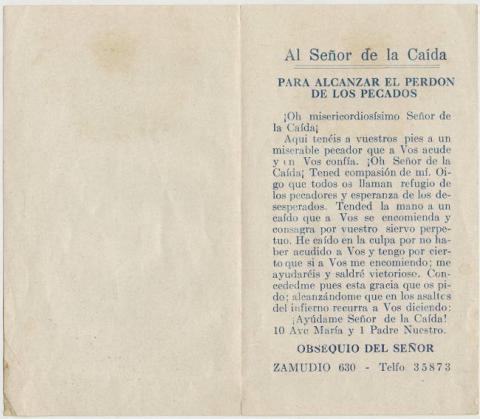 Al Señor de la Caída
PARA ALCANZAR EL PERDON
DE LOS PECADOS
¡Oh misericordiosísimo Señor de
la Caída¡
Aquí tenéis a vuestros pies a un
miserable pecador que a Vos acude
y en Vos confía. ¡Oh Señor de la
Caída¡ Tened compasión de mí. Oi-
go que todos os llaman refugio de
los pecadores y esperanza de los de-
sesperados. Tended la mano a un
caído que a Vos se encomienda y
consagra por vuestro siervo perpe-
tuo. He caído en la culpa por no ha-
ber acudido a Vos y tengo por cier-
to que si a Vos me encomiendo; me
ayudaréis y saldré victorioso. Con-
cededme pues esta gracia que os pi-
do; alcanzándome que en los asaltos
del infierno recurra a Vos diciendo:
¡Ayúdame Señor de la Caída!
10 Ave María y 1 Padre Nuestro.
OBSEQUIO DEL SEÑOR
ZAMUDIO 630 - Telfo 35873